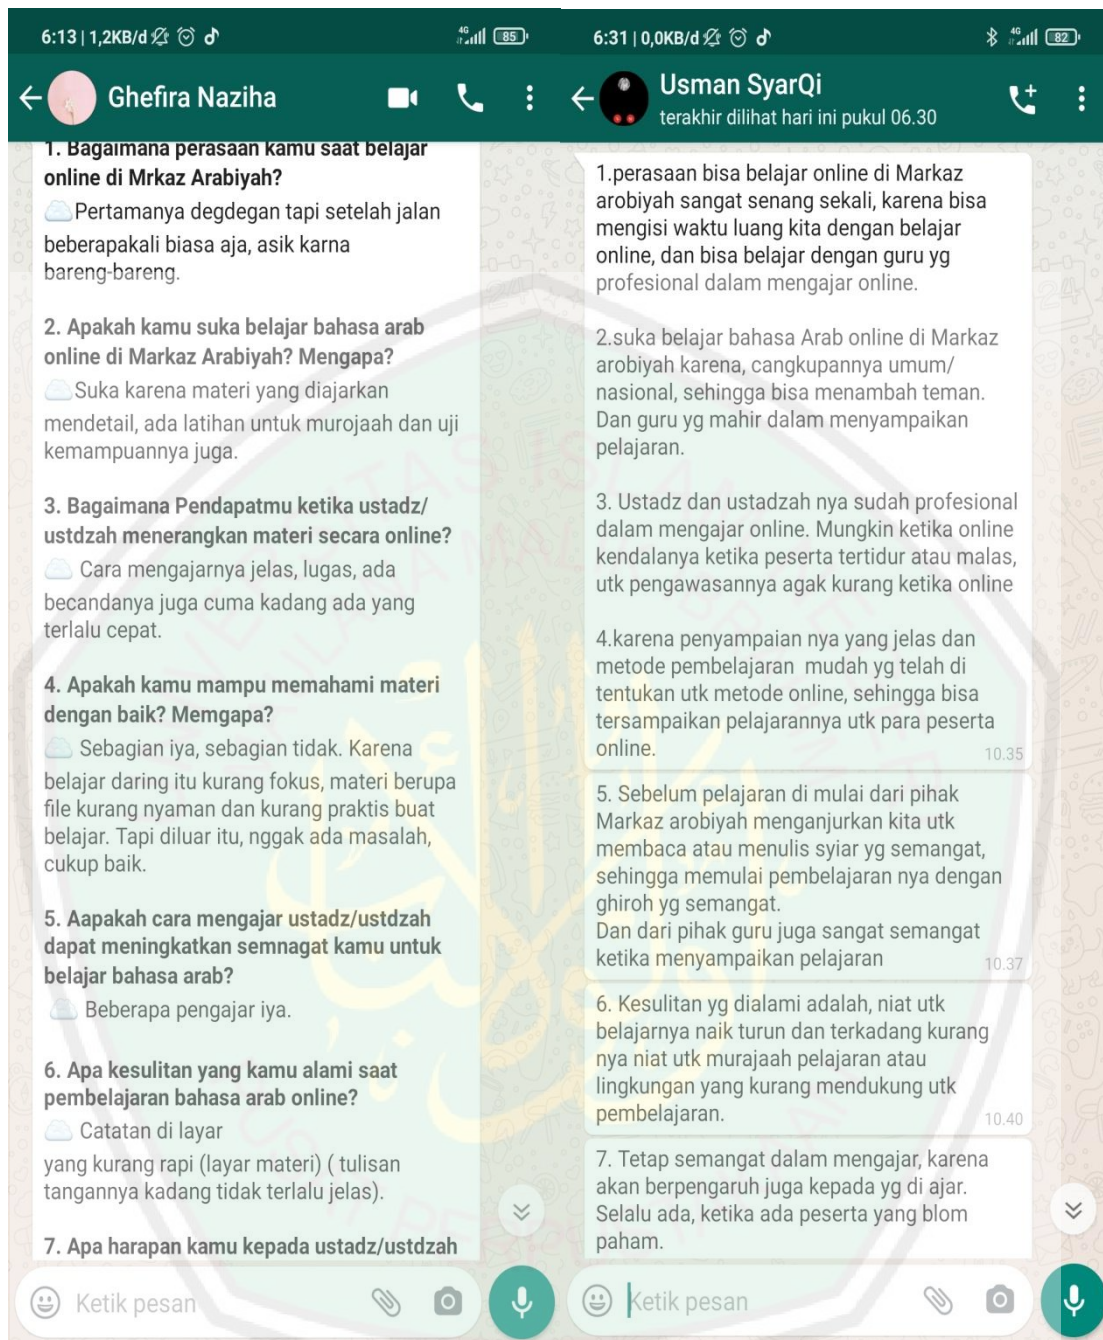 6:13 | 1,2KB/d
4G
85
Ghefira Naziha
1. Bagaimana perasaan kamu saat belajar
online di Mrkaz Arabiyah?
Pertamanya degdegan tapi setelah jalan
beberapakali biasa aja, asik karna
bareng-bareng.
2. Apakah kamu suka belajar bahasa arab
online di Markaz Arabiyah? Mengapa?
Suka karena materi yang diajarkan
mendetail, ada latihan untuk murojaah dan uji
kemampuannya juga.
3. Bagaimana Pendapatmu ketika ustadz/
ustdzah menerangkan materi secara online?
Cara mengajarnya jelas, lugas, ada
becandanya juga cuma kadang ada yang
terlalu cepat.
4. Apakah kamu mampu memahami materi
dengan baik? Memgapa?
Sebagian iya, sebagian tidak. Karena
belajar daring itu kurang fokus, materi berupa
file kurang nyaman dan kurang praktis buat
belajar. Tapi diluar itu, nggak ada masalah,
cukup baik.
5. Aapakah cara mengajar ustadz/ustdzah
dapat meningkatkan semnagat kamu untuk
belajar bahasa arab?
Beberapa pengajar iya.
6. Apa kesulitan yang kamu alami saat
pembelajaran bahasa arab online?
Catatan di layar
yang kurang rapi (layar materi) ( tulisan
tangannya kadang tidak terlalu jelas).
7. Apa harapan kamu kepada ustadz/ustdzah
Ketik pesan
6:31 | 0,0KB/d
4G
82
Usman SyarQi
terakhir dilihat hari ini pukul 06.30
1.perasaan bisa belajar online di Markaz
arobiyah sangat senang sekali, karena bisa
mengisi waktu luang kita dengan belajar
online, dan bisa belajar dengan guru yg
profesional dalam mengajar online.
2.suka belajar bahasa Arab online di Markaz
arobiyah karena, cangkupannya umum/
nasional, sehingga bisa menambah teman.
Dan guru yg mahir dalam menyampaikan
pelajaran.
3. Ustadz dan ustadzah nya sudah profesional
dalam mengajar online. Mungkin ketika online
kendalanya ketika peserta tertidur atau malas,
utk pengawasannya agak kurang ketika online
4.karena penyampaian nya yang jelas dan
metode pembelajaran mudah yg telah di
tentukan utk metode online, sehingga bisa
tersampaikan pelajarannya utk para peserta
online.
10.35
5. Sebelum pelajaran di mulai dari pihak
Markaz arobiyah menganjurkan kita utk
membaca atau menulis syiar yg semangat,
sehingga memulai pembelajaran nya dengan
ghiroh yg semangat.
Dan dari pihak guru juga sangat semangat
ketika menyampaikan pelajaran
10.37
6. Kesulitan yg dialami adalah, niat utk
belajarnya naik turun dan terkadang kurang
nya niat utk murajaah pelajaran atau
lingkungan yang kurang mendukung utk
pembelajaran.
10.40
7. Tetap semangat dalam mengajar, karena
akan berpengaruh juga kepada yg di ajar.
Selalu ada, ketika ada peserta yang blom
paham.
Ketik pesan